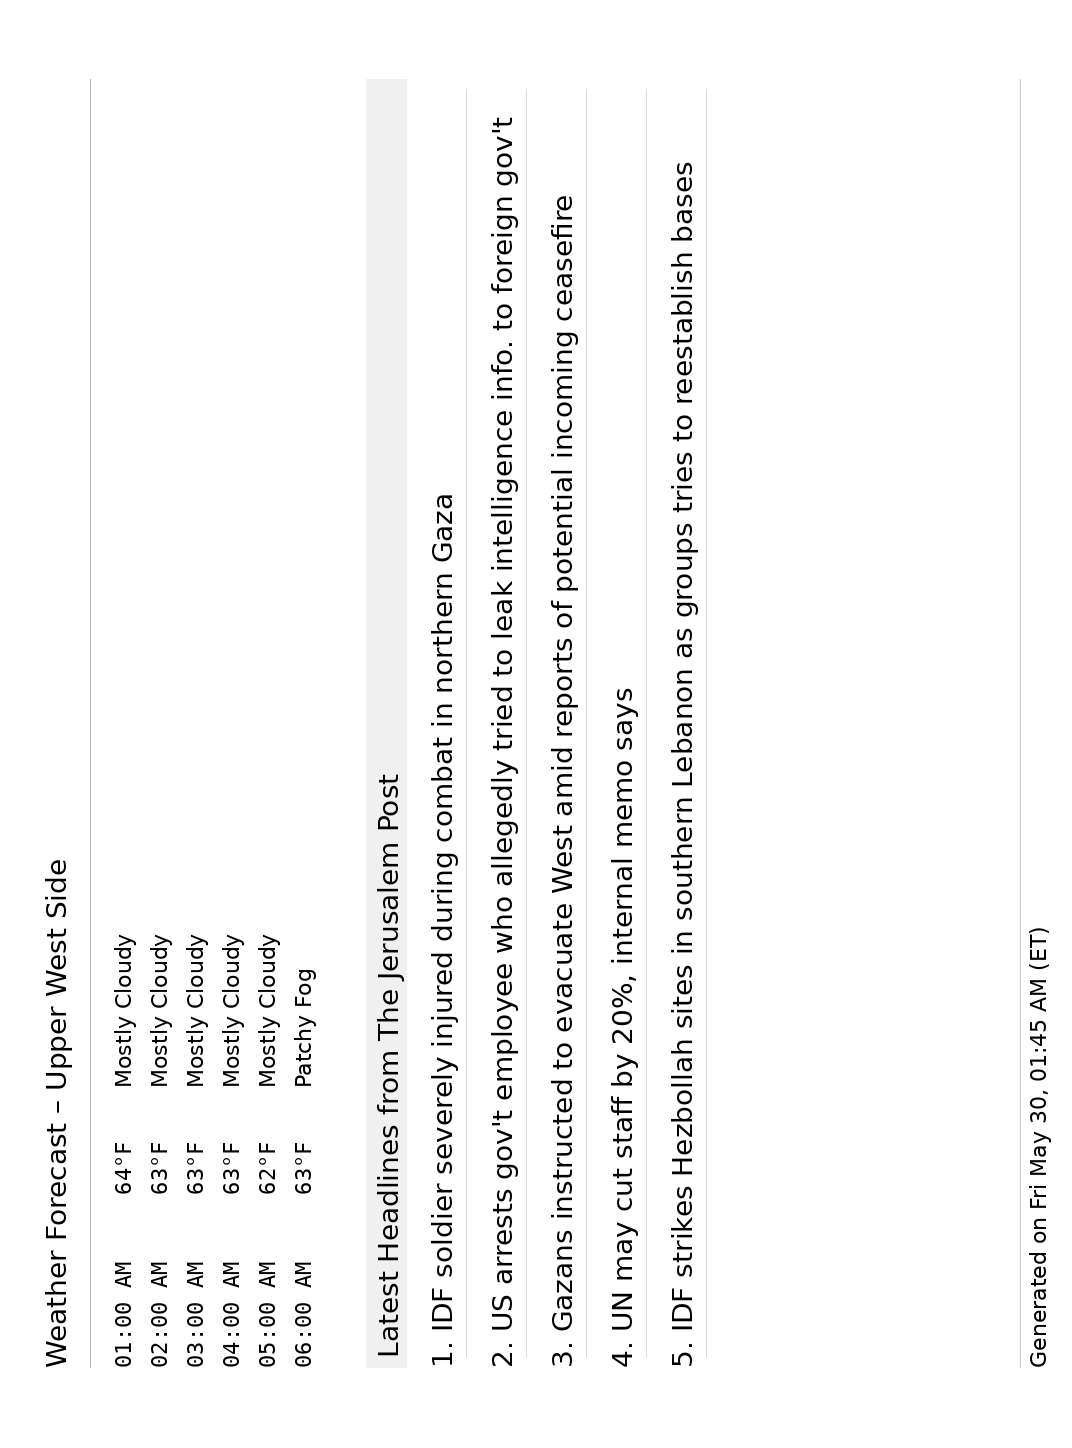 Weather Forecast – Upper West Side
01:00 AM 64°F Mostly Cloudy
02:00 AM 63°F Mostly Cloudy
03:00 AM 63°F Mostly Cloudy
04:00 AM 63°F Mostly Cloudy
05:00 AM 62°F Mostly Cloudy
06:00 AM 63°F Patchy Fog
Latest Headlines from The Jerusalem Post
1. IDF soldier severely injured during combat in northern Gaza
2. US arrests gov't employee who allegedly tried to leak intelligence info. to foreign gov't
3. Gazans instructed to evacuate West amid reports of potential incoming ceasefire
4. UN may cut staff by 20%, internal memo says
5. IDF strikes Hezbollah sites in southern Lebanon as groups tries to reestablish bases
Generated on Fri May 30, 01:45 AM (ET)